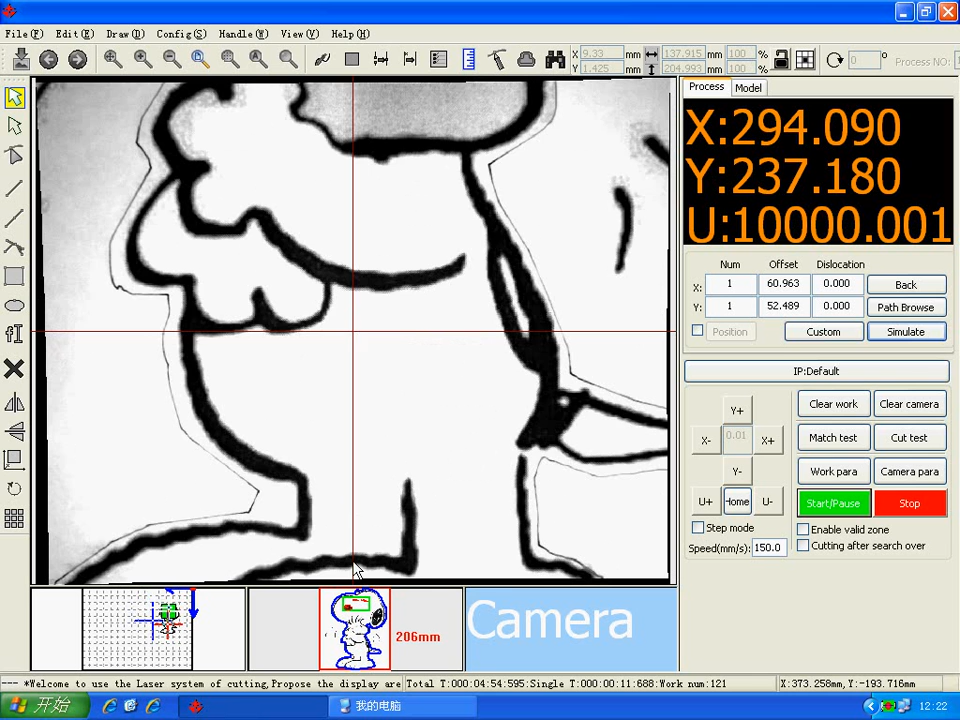 File(F) Edit(E) Draw(D) Config(S) Handle(W) View(V) Help(H)
X 9.33 mm 137.915 mm 100 % 0 ° Process NO:
Y 1.425 mm 204.993 mm 100 %
Process Model
X:294.090
Y:237.180
U:10000.001
Num Offset Dislocation
X: 1 60.963 0.000 Back
Y: 1 52.489 0.000 Path Browse
Position Custom Simulate
IP:Default
Y+ Clear work Clear camera
X- 0.01 X+ Match test Cut test
Y- Work para Camera para
U+ Home U- Start/Pause Stop
Step mode Enable valid zone
Speed(mm/s): 150.0 Cutting after search over
206mm
Camera
--- *Welcome to use the Laser system of cutting,Propose the display are Total T:000:04:54:595:Single T:000:00:11:688:Work num:121 X:373.258mm,Y:-193.716mm
开始 我的电脑 12:22